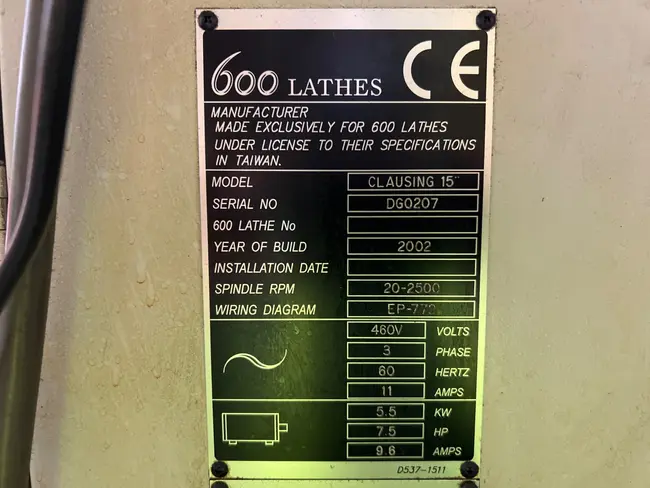 600 LATHES CE
MANUFACTURER
MADE EXCLUSIVELY FOR 600 LATHES
UNDER LICENSE TO THEIR SPECIFICATIONS
IN TAIWAN.
MODEL CLAUSING 15"
SERIAL NO DG0207
600 LATHE No
YEAR OF BUILD 2002
INSTALLATION DATE
SPINDLE RPM 20-2500
WIRING DIAGRAM
460V VOLTS
3 PHASE
60 HERTZ
11 AMPS
5.5 KW
7.5 HP
9.6 AMPS
D537-1511